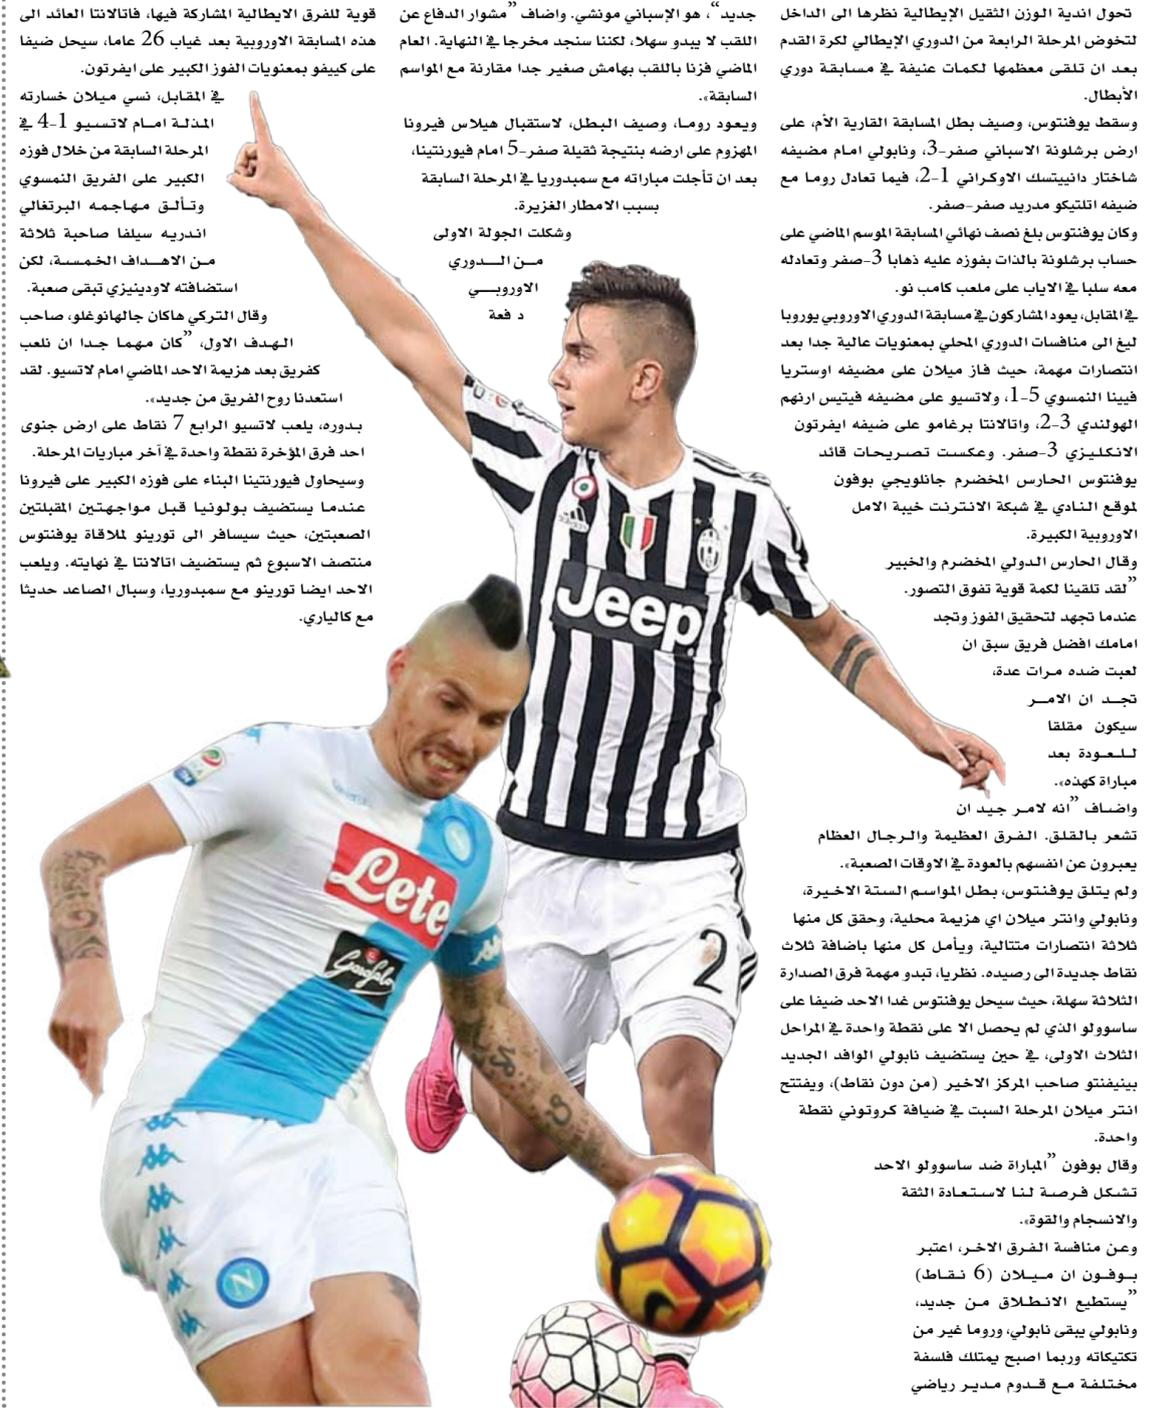 تحول اندية الوزن الثقيل الإيطالية نظرها الى الداخل
لتخوض المرحلة الرابعة من الدوري الإيطالي لكرة القدم
بعد ان تلقى معظمها لكمات عنيفة في مسابقة دوري
الأبطال.
وسقط يوفنتوس، وصيف بطل المسابقة القارية الأم، على
ارض برشلونة الاسباني صفر-3، ونابولي امام مضيفه
شاختار دانييتسك الاوكراني 1-2، فيما تعادل روما مع
ضيفه اتلتيكو مدريد صفر-صفر.
وكان يوفنتوس بلغ نصف نهائي المسابقة الموسم الماضي على
حساب برشلونة بالذات بفوزه عليه ذهابا 3-صفر وتعادله
معه سلبا في الاياب على ملعب كامب نو.
في المقابل، يعود المشاركون في مسابقة الدوري الاوروبي يوروبا
ليغ الى منافسات الدوري المحلي بمعنويات عالية جدا بعد
انتصارات مهمة، حيث فاز ميلان على مضيفه اوستريا
فيينا النمسوي 5-1، ولاتسيو على مضيفه فيتيس ارنهم
الهولندي 3-2، واتالانتا برغامو على ضيفه ايفرتون
الانكليزي 3-صفر. وعكست تصريحات قائد
يوفنتوس الحارس المخضرم جانلويجي بوفون
لموقع النادي في شبكة الانترنت خيبة الامل
الاوروبية الكبيرة.
وقال الحارس الدولي المخضرم والخبير
”لقد تلقينا لكمة قوية تفوق التصور.
عندما تجهد لتحقيق الفوز وتجد
امامك افضل فريق سبق ان
لعبت ضده مرات عدة،
تجد ان الامر
سيكون مقلقا
للعودة بعد
مباراة كهذه».
واضاف ”انه لامر جيد ان
تشعر بالقلق. الفرق العظيمة والرجال العظام
يعبرون عن انفسهم بالعودة في الاوقات الصعبة».
ولم يتلق يوفنتوس، بطل المواسم الستة الاخيرة،
ونابولي وانتر ميلان اي هزيمة محلية، وحقق كل منها
ثلاثة انتصارات متتالية، ويأمل كل منها باضافة ثلاث
نقاط جديدة الى رصيده. نظريا، تبدو مهمة فرق الصدارة
الثلاثة سهلة، حيث سيحل يوفنتوس غدا الاحد ضيفا على
ساسوولو الذي لم يحصل الا على نقطة واحدة في المراحل
الثلاث الاولى، في حين يستضيف نابولي الوافد الجديد
بينيفنتو صاحب المركز الاخير (من دون نقاط)، ويفتتح
انتر ميلان المرحلة السبت في ضيافة كروتوني نقطة
واحدة.
وقال بوفون ”المباراة ضد ساسوولو الاحد
تشكل فرصة لنا لاستعادة الثقة
والانسجام والقوة».
وعن منافسة الفرق الاخر، اعتبر
بوفون ان ميلان (6 نقاط)
”يستطيع الانطلاق من جديد،
ونابولي يبقى نابولي، وروما غير من
تكتيكاته وربما اصبح يمتلك فلسفة
مختلفة مع قدوم مدير رياضي
جديد“، هو الإسباني مونشي. واضاف ”مشوار الدفاع عن
اللقب لا يبدو سهلا، لكننا سنجد مخرجا في النهاية. العام
الماضي فزنا باللقب بهامش صغير جدا مقارنة مع المواسم
السابقة».
ويعود روما، وصيف البطل، لاستقبال هيلاس فيرونا
المهزوم على ارضه بنتيجة ثقيلة صفر-5 امام فيورنتينا،
بعد ان تأجلت مباراته مع سمبدوريا في المرحلة السابقة
بسبب الامطار الغزيرة.
وشكلت الجولة الاولى
من الدوري
الاوروبي
دفعة
قوية للفرق الايطالية المشاركة فيها، فاتالانتا العائد الى
هذه المسابقة الاوروبية بعد غياب 26 عاما، سيحل ضيفا
على كييفو بمعنويات الفوز الكبير على ايفرتون.
في المقابل، نسي ميلان خسارته
المذلة امام لاتسيو 1-4 في
المرحلة السابقة من خلال فوزه
الكبير على الفريق النمسوي
وتألق مهاجمه البرتغالي
اندريه سيلفا صاحبة ثلاثة
من الاهداف الخمسة، لكن
استضافته لاودينيزي تبقى صعبة.
وقال التركي هاكان جالهانوغلو، صاحب
الهدف الاول، ”كان مهما جدا ان نلعب
كفريق بعد هزيمة الاحد الماضي امام لاتسيو. لقد
استعدنا روح الفريق من جديد».
بدوره، يلعب لاتسيو الرابع 7 نقاط على ارض جنوى
احد فرق المؤخرة نقطة واحدة في آخر مباريات المرحلة.
وسيحاول فيورنتينا البناء على فوزه الكبير على فيرونا
عندما يستضيف بولونيا قبل مواجهتين المقبلتين
الصعبتين، حيث سيسافر الى تورينو لملاقاة يوفنتوس
منتصف الاسبوع ثم يستضيف اتالانتا في نهايته. ويلعب
الاحد ايضا تورينو مع سمبدوريا، وسبال الصاعد حديثا
مع كالياري.
Jeep
Lete
2
N